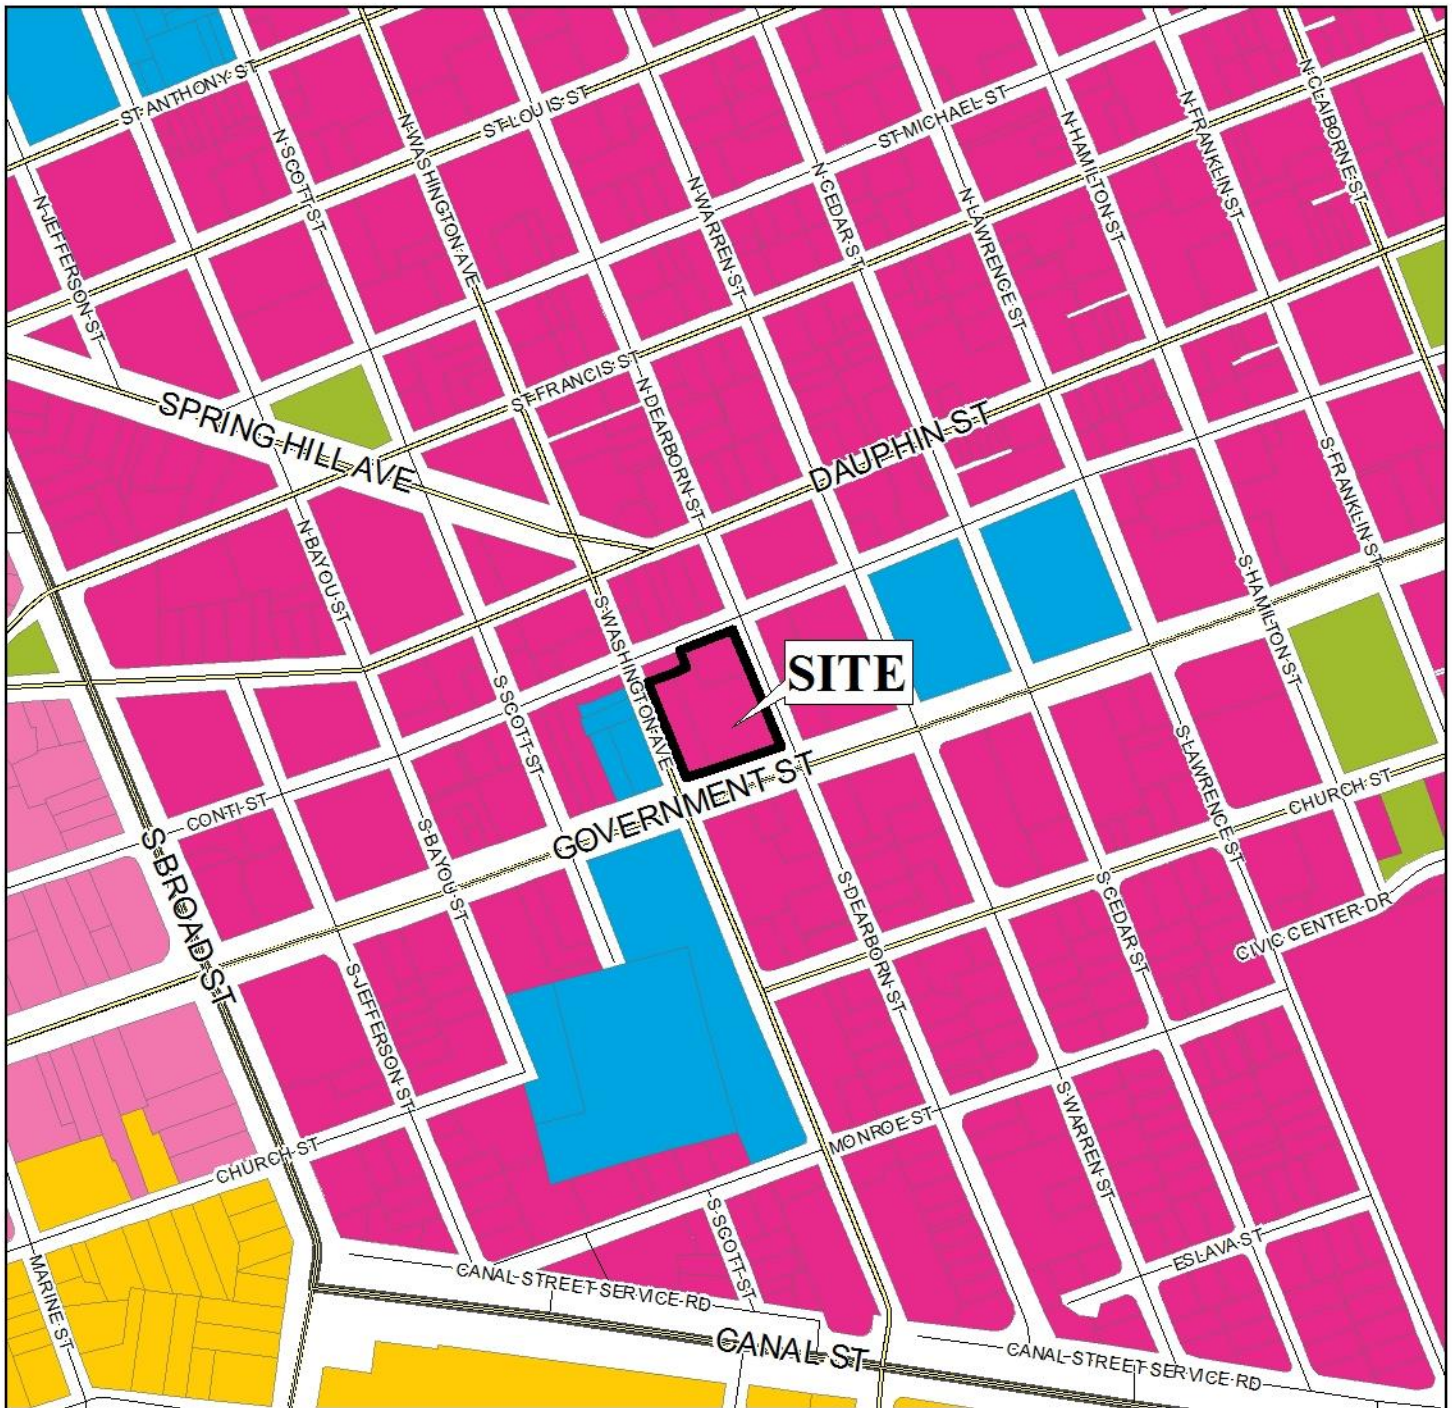 ST ANTHONY ST
ST LOUIS ST
ST MICHAEL ST
N CLAIBORNE ST
N FRANKLIN ST
N HAMILTON ST
N SCOTT ST
N WASHINGTON AVE
N JEFFERSON ST
N WARREN ST
N CEDAR ST
N LAWRENCE ST
ST FRANCIS ST
N DEARBORN ST
SPRING HILL AVE
DAUPHIN ST
S FRANKLIN ST
N BAYOU ST
S HAMILTON ST
S WASHINGTON AVE
SITE
S SCOTT ST
CONTI ST
GOVERNMENT ST
S LAWRENCE ST
CHURCH ST
S BROAD ST
S BAYOU ST
S DEARBORN ST
S CEDAR ST
CIVIC CENTER DR
S JEFFERSON ST
CHURCH ST
MONROE ST
S WARREN ST
S SCOTT ST
ESLAVA ST
MARINE ST
CANAL STREET SERVICE RD
CANAL ST
CANAL STREET SERVICE RD